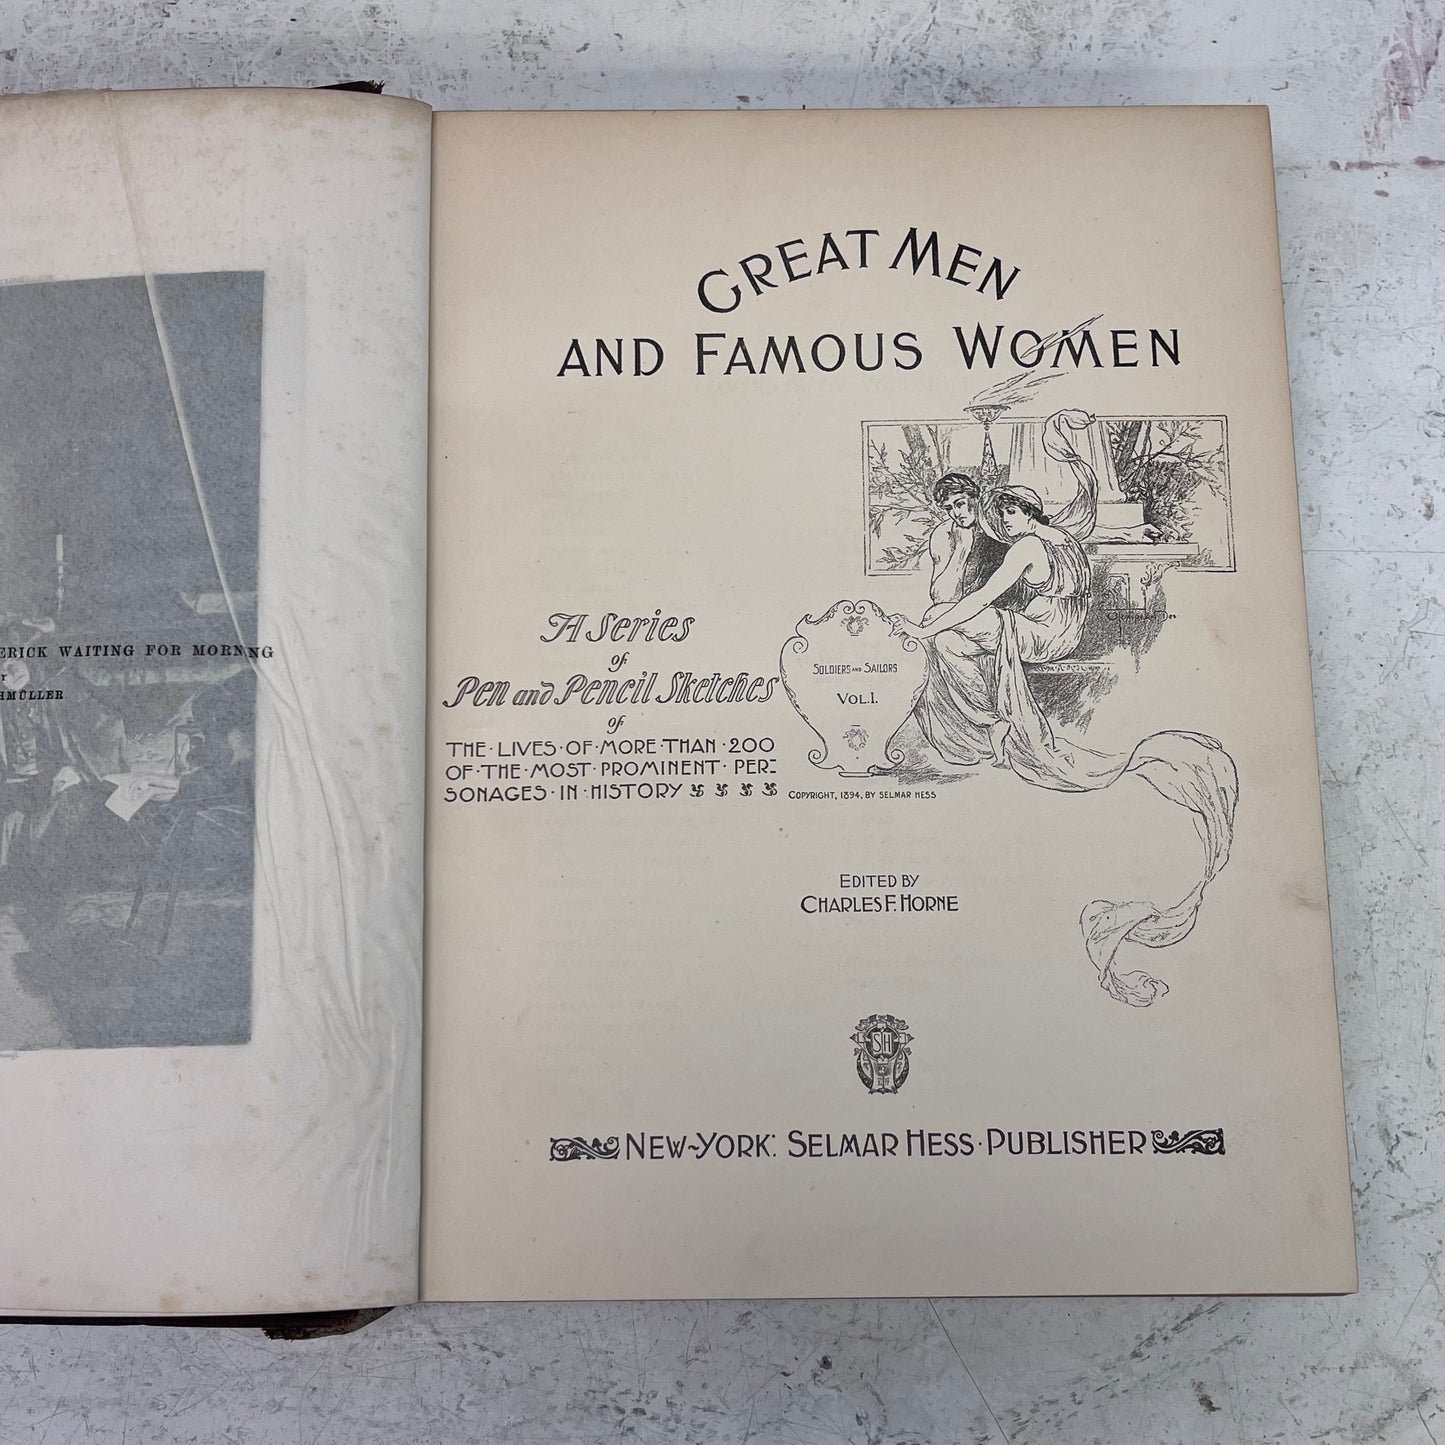 ERICK WAITING FOR MORNING
HMÜLLER
GREAT MEN
AND FAMOUS WOMEN
A Series
of
Pen and Pencil Sketches
of
THE·LIVES·OF·MORE·THAN·200
OF·THE·MOST·PROMINENT·PER-
SONAGES·IN·HISTORY
SOLDIERS AND SAILORS
VOL.I.
COPYRIGHT, 1894, BY SELMAR HESS
EDITED BY
CHARLES F. HORNE
SH
NEW~YORK: SELMAR HESS·PUBLISHER